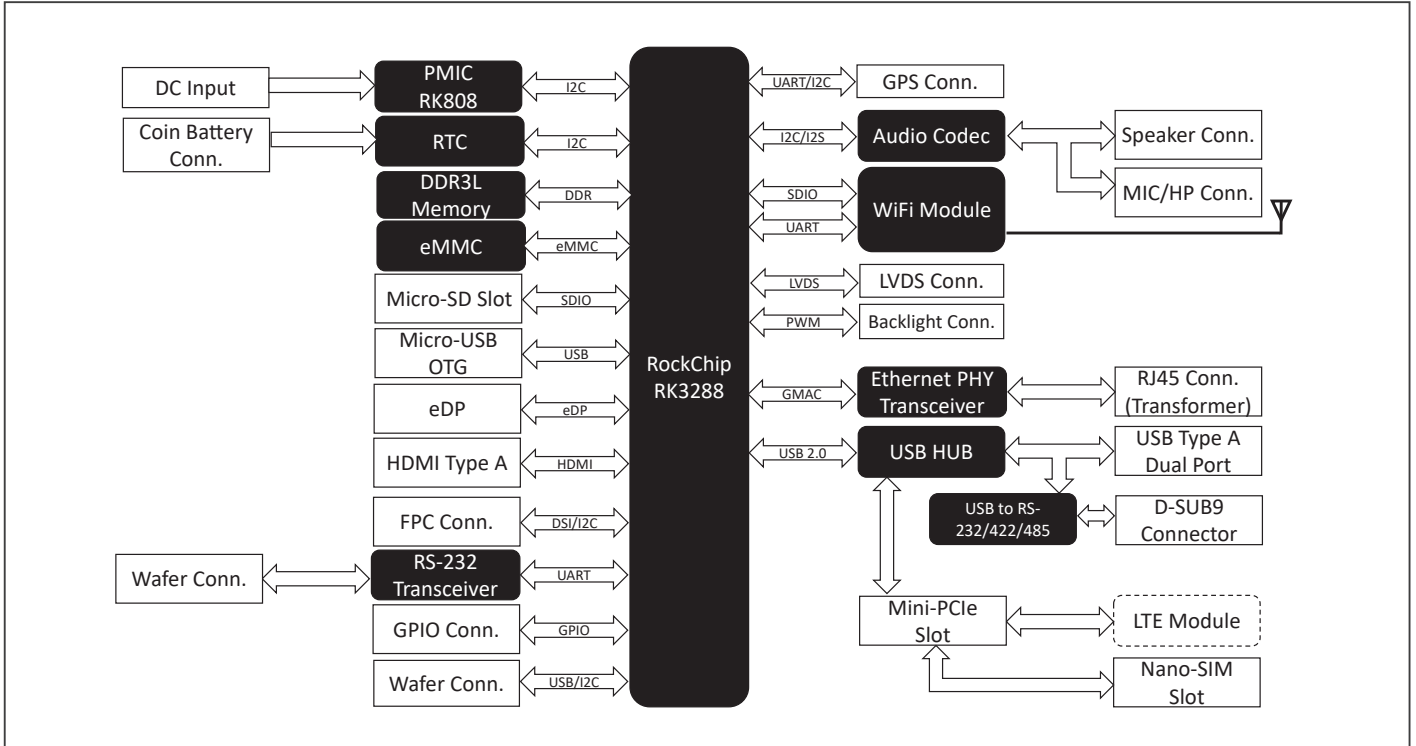 DC Input
PMIC
RK808
I2C
Coin Battery
Conn.
RTC
I2C
DDR3L
Memory
DDR
eMMC
eMMC
Micro-SD Slot
SDIO
Micro-USB
OTG
USB
eDP
eDP
HDMI Type A
HDMI
FPC Conn.
DSI/I2C
Wafer Conn.
RS-232
Transceiver
UART
GPIO Conn.
GPIO
Wafer Conn.
USB/I2C
RockChip
RK3288
UART/I2C
GPS Conn.
I2C/I2S
Audio Codec
Speaker Conn.
MIC/HP Conn.
SDIO
UART
WiFi Module
LVDS
LVDS Conn.
PWM
Backlight Conn.
GMAC
Ethernet PHY
Transceiver
RJ45 Conn.
(Transformer)
USB 2.0
USB HUB
USB Type A
Dual Port
USB to RS-
232/422/485
D-SUB9
Connector
Mini-PCIe
Slot
LTE Module
Nano-SIM
Slot